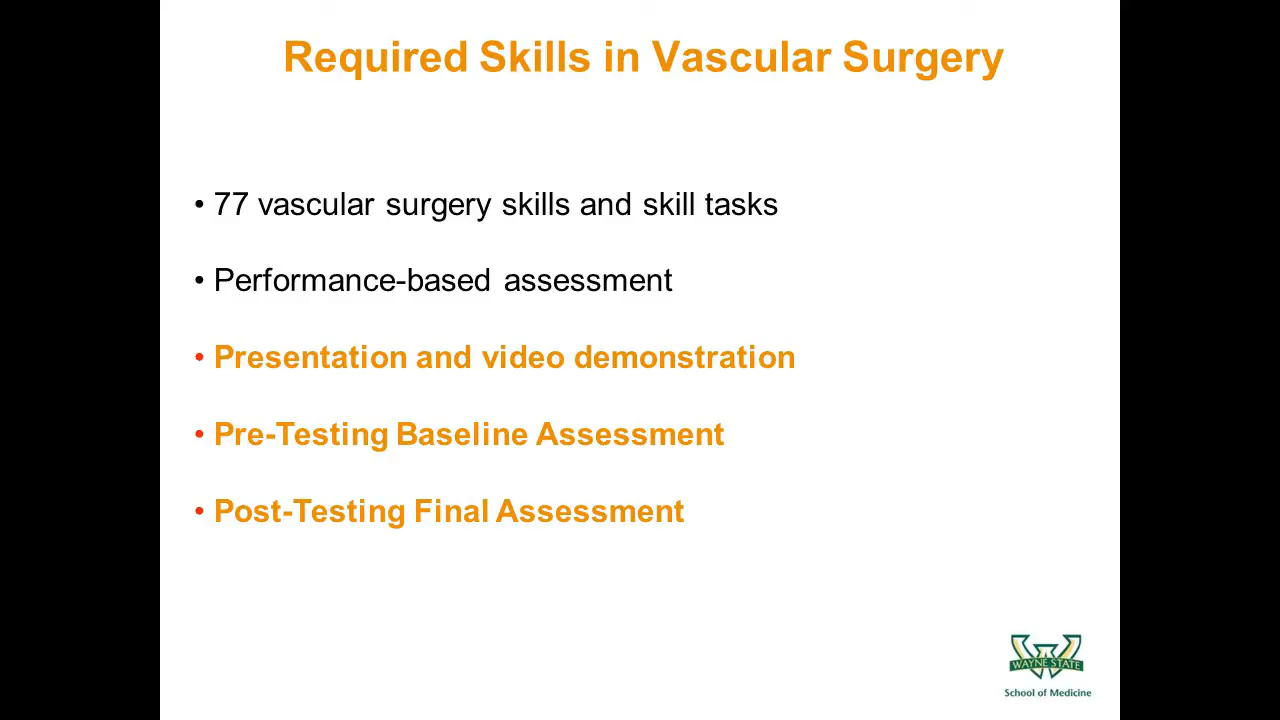 Required Skills in Vascular Surgery
• 77 vascular surgery skills and skill tasks
• Performance-based assessment
• Presentation and video demonstration
• Pre-Testing Baseline Assessment
• Post-Testing Final Assessment
WAYNE STATE
School of Medicine